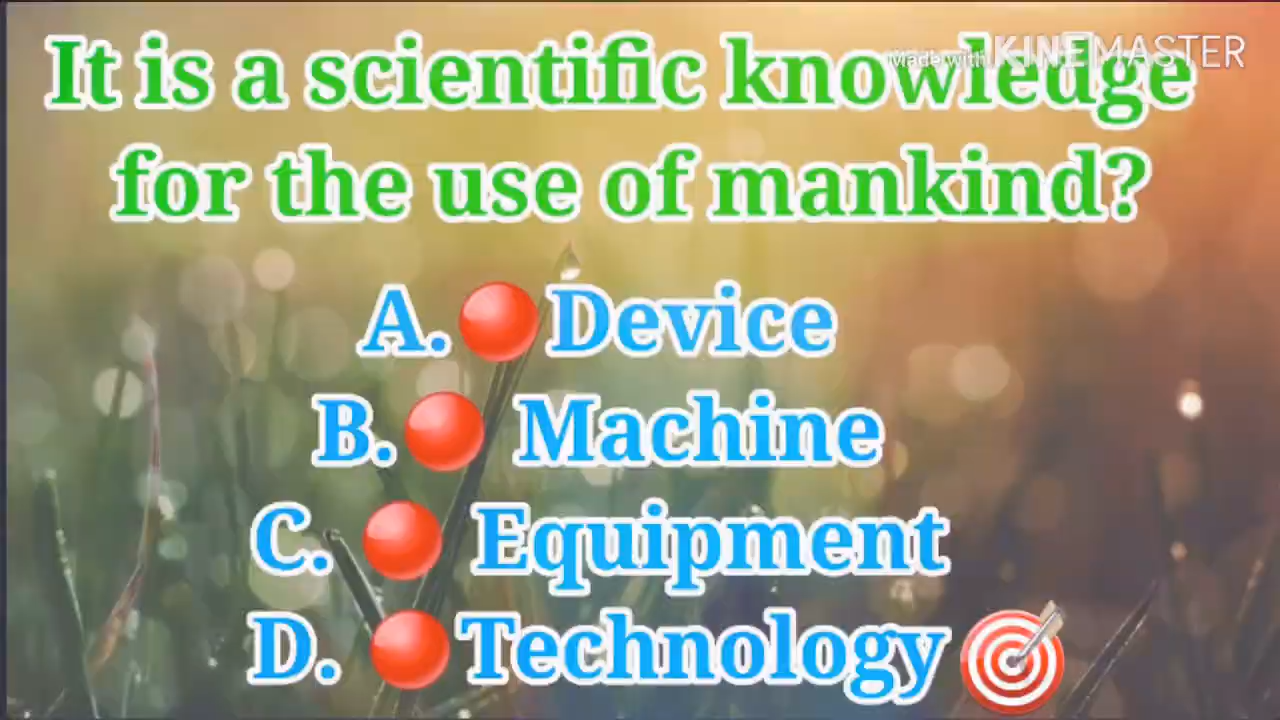 It is a scientific knowledge
for the use of mankind?
A. Device
B. Machine
C. Equipment
D. Technology
Made with KINEMASTER